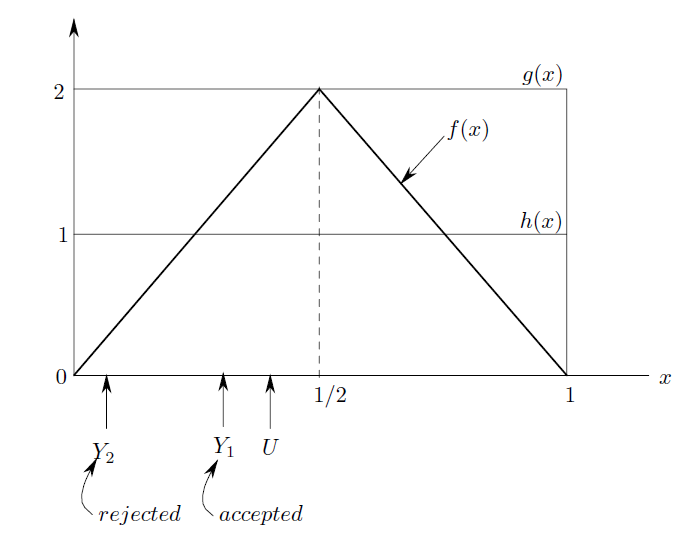 g(x)
2
f(x)
h(x)
1
0
x
1/2
1
Y₂
Y₁
U
rejected
accepted